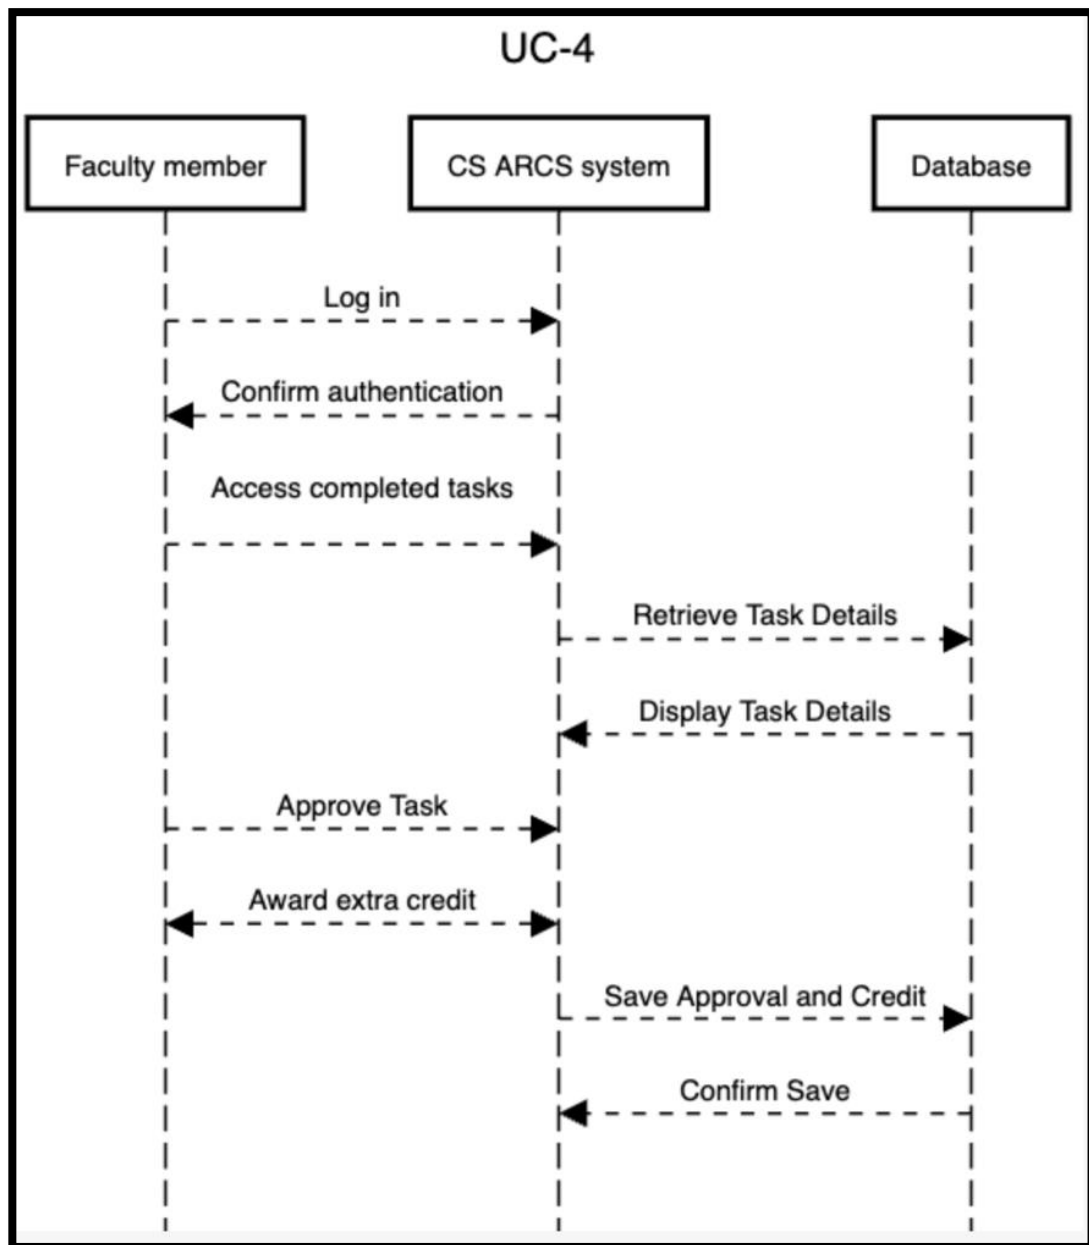 UC-4
Faculty member
CS ARCS system
Database
Log in
Confirm authentication
Access completed tasks
Retrieve Task Details
Display Task Details
Approve Task
Award extra credit
Save Approval and Credit
Confirm Save